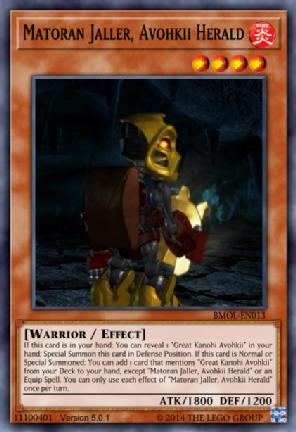 MATORAN JALLER, AVOHKII HERALD
FIRE
炎
BMOL-EN013
[WARRIOR / EFFECT]
If this card is in your hand: You can reveal 1 "Great Kanohi Avohkii" in your
hand; Special Summon this card in Defense Position. If this card is Normal or
Special Summoned: You can add 1 card that mentions "Great Kanohi Avohkii"
from your Deck to your hand, except "Matoran Jaller, Avohkii Herald" or an
Equip Spell. You can only use each effect of "Matoran Jaller, Avohkii Herald"
once per turn.
ATK/1800 DEF/1200
11100401 Version 5.0.1 ©2014 THE LEGO GROUP